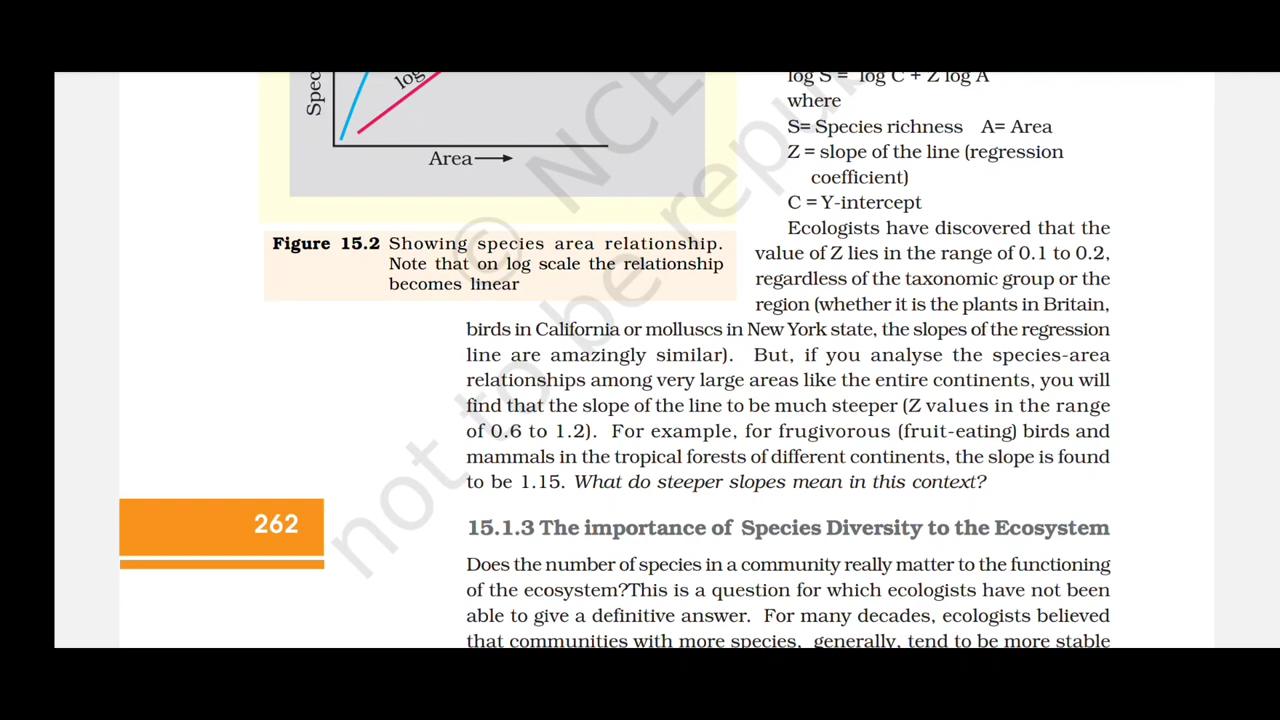 Spec
log
Area
Figure 15.2 Showing species area relationship.
Note that on log scale the relationship
becomes linear
log S = log C + Z log A
where
S= Species richness A= Area
Z = slope of the line (regression
coefficient)
C = Y-intercept
Ecologists have discovered that the
value of Z lies in the range of 0.1 to 0.2,
regardless of the taxonomic group or the
region (whether it is the plants in Britain,
birds in California or molluscs in New York state, the slopes of the regression
line are amazingly similar). But, if you analyse the species-area
relationships among very large areas like the entire continents, you will
find that the slope of the line to be much steeper (Z values in the range
of 0.6 to 1.2). For example, for frugivorous (fruit-eating) birds and
mammals in the tropical forests of different continents, the slope is found
to be 1.15. What do steeper slopes mean in this context?
262
15.1.3 The importance of Species Diversity to the Ecosystem
Does the number of species in a community really matter to the functioning
of the ecosystem?This is a question for which ecologists have not been
able to give a definitive answer. For many decades, ecologists believed
that communities with more species, generally, tend to be more stable
© NCE
not to be repu